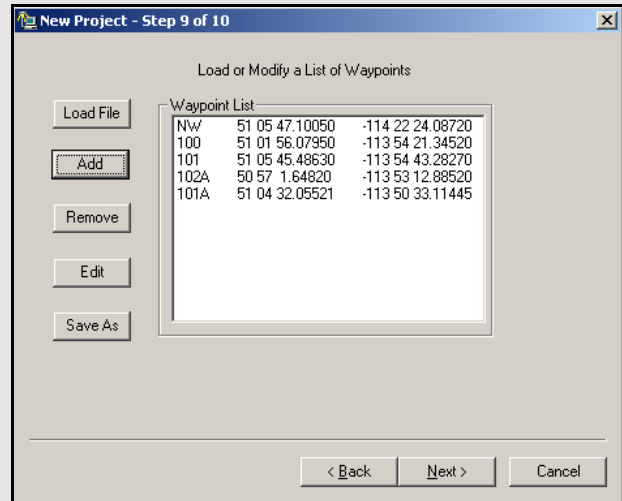 New Project - Step 9 of 10
Load or Modify a List of Waypoints
Load File
Add
Remove
Edit
Save As
Waypoint List
NW 51 05 47.10050 -114 22 24.08720
100 51 01 56.07950 -113 54 21.34520
101 51 05 45.48630 -113 54 43.28270
102A 50 57 1.64820 -113 53 12.88520
101A 51 04 32.05521 -113 50 33.11445
< Back
Next >
Cancel